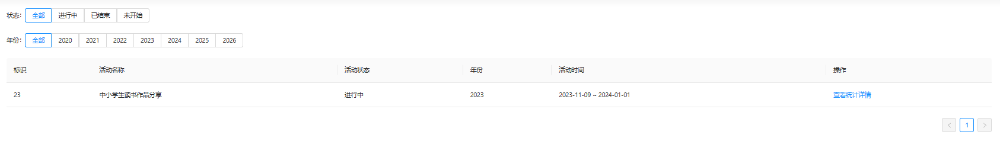 状态: 全部 进行中 已结束 未开始
年份: 全部 2020 2021 2022 2023 2024 2025 2026
标识 活动名称 活动状态 年份 活动时间 操作
23 中小学生读书作品分享 进行中 2023 2023-11-09 ~ 2024-01-01 查看统计详情
< 1 >